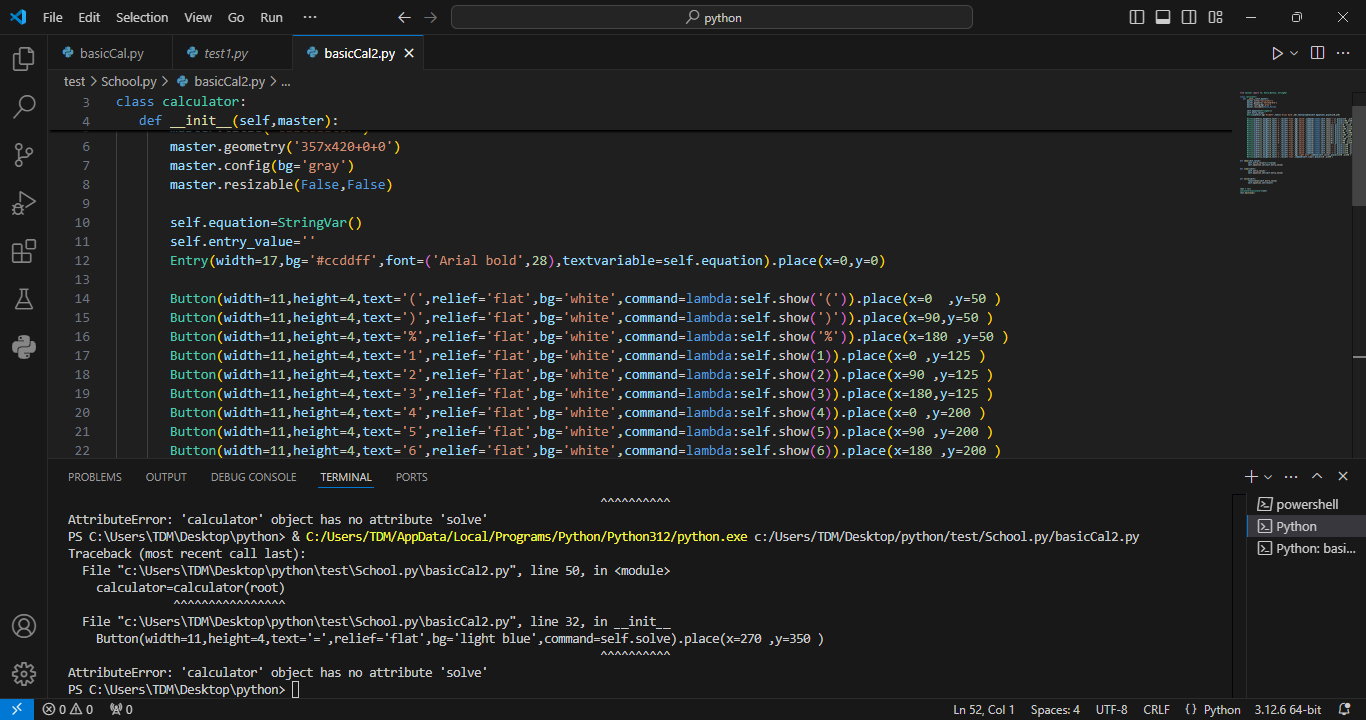 File Edit Selection View Go Run ··· python
basicCal.py test1.py basicCal2.py
test > School.py > basicCal2.py > ...
3 class calculator:
4 def __init__(self,master):
6 master.geometry('357x420+0+0')
7 master.config(bg='gray')
8 master.resizable(False,False)
9
10 self.equation=StringVar()
11 self.entry_value=''
12 Entry(width=17,bg='#ccddff',font=('Arial bold',28),textvariable=self.equation).place(x=0,y=0)
13
14 Button(width=11,height=4,text='(',relief='flat',bg='white',command=lambda:self.show('(')).place(x=0  ,y=50 )
15 Button(width=11,height=4,text=')',relief='flat',bg='white',command=lambda:self.show(')')).place(x=90,y=50 )
16 Button(width=11,height=4,text='%',relief='flat',bg='white',command=lambda:self.show('%')).place(x=180 ,y=50 )
17 Button(width=11,height=4,text='1',relief='flat',bg='white',command=lambda:self.show(1)).place(x=0 ,y=125 )
18 Button(width=11,height=4,text='2',relief='flat',bg='white',command=lambda:self.show(2)).place(x=90 ,y=125 )
19 Button(width=11,height=4,text='3',relief='flat',bg='white',command=lambda:self.show(3)).place(x=180,y=125 )
20 Button(width=11,height=4,text='4',relief='flat',bg='white',command=lambda:self.show(4)).place(x=0 ,y=200 )
21 Button(width=11,height=4,text='5',relief='flat',bg='white',command=lambda:self.show(5)).place(x=90 ,y=200 )
22 Button(width=11,height=4,text='6',relief='flat',bg='white',command=lambda:self.show(6)).place(x=180 ,y=200 )
PROBLEMS OUTPUT DEBUG CONSOLE TERMINAL PORTS
^^^^^^^^^^
AttributeError: 'calculator' object has no attribute 'solve'
PS C:\Users\TDM\Desktop\python> & C:/Users/TDM/AppData/Local/Programs/Python/Python312/python.exe c:/Users/TDM/Desktop/python/test/School.py/basicCal2.py
Traceback (most recent call last):
File "c:\Users\TDM\Desktop\python\test\School.py\basicCal2.py", line 50, in <module>
calculator=calculator(root)
^^^^^^^^^^^^^^^^
File "c:\Users\TDM\Desktop\python\test\School.py\basicCal2.py", line 32, in __init__
Button(width=11,height=4,text='=',relief='flat',bg='light blue',command=self.solve).place(x=270 ,y=350 )
^^^^^^^^^^
AttributeError: 'calculator' object has no attribute 'solve'
PS C:\Users\TDM\Desktop\python>
powershell
Python
Python: basi...
0 0 0 Ln 52, Col 1 Spaces: 4 UTF-8 CRLF {} Python 3.12.6 64-bit